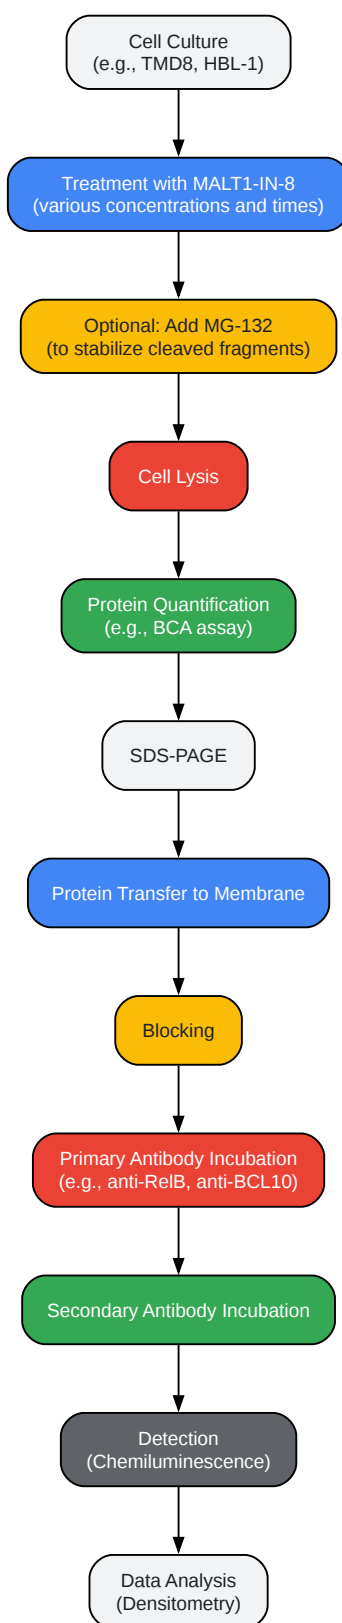 Cell Culture
(e.g., TMD8, HBL-1)
Treatment with MALT1-IN-8
(various concentrations and times)
Optional: Add MG-132
(to stabilize cleaved fragments)
Cell Lysis
Protein Quantification
(e.g., BCA assay)
SDS-PAGE
Protein Transfer to Membrane
Blocking
Primary Antibody Incubation
(e.g., anti-RelB, anti-BCL10)
Secondary Antibody Incubation
Detection
(Chemiluminescence)
Data Analysis
(Densitometry)